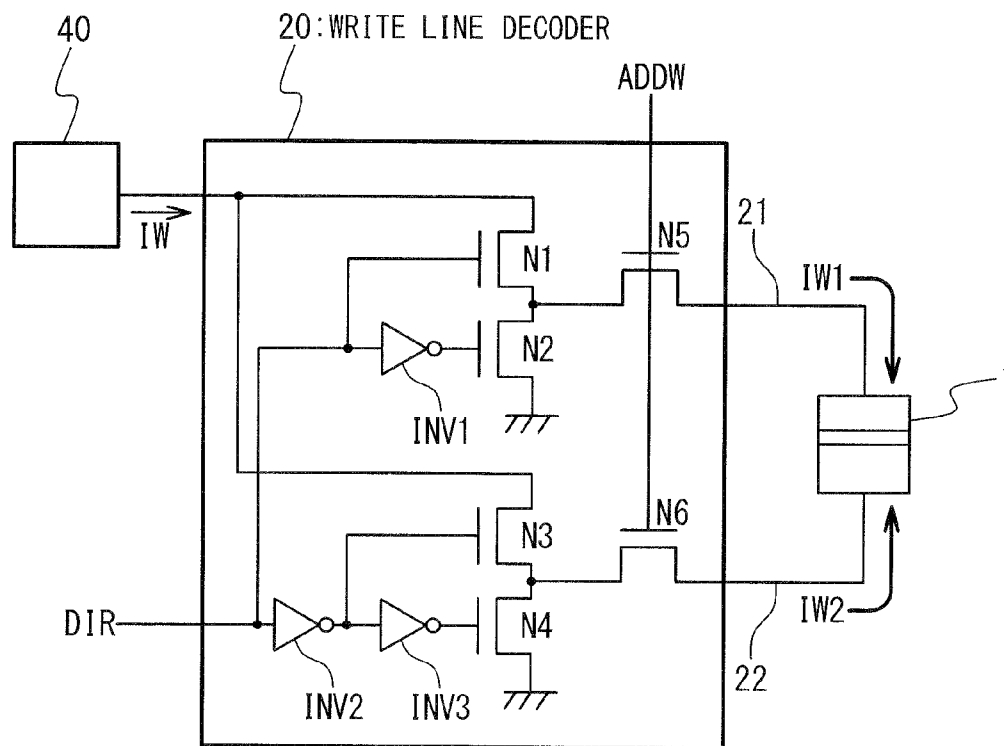 40
20:WRITE LINE DECODER
ADDW
IW
N1
N5
21
IW1
N2
INV1
N3
N6
N4
IW2
DIR
INV2
INV3
22